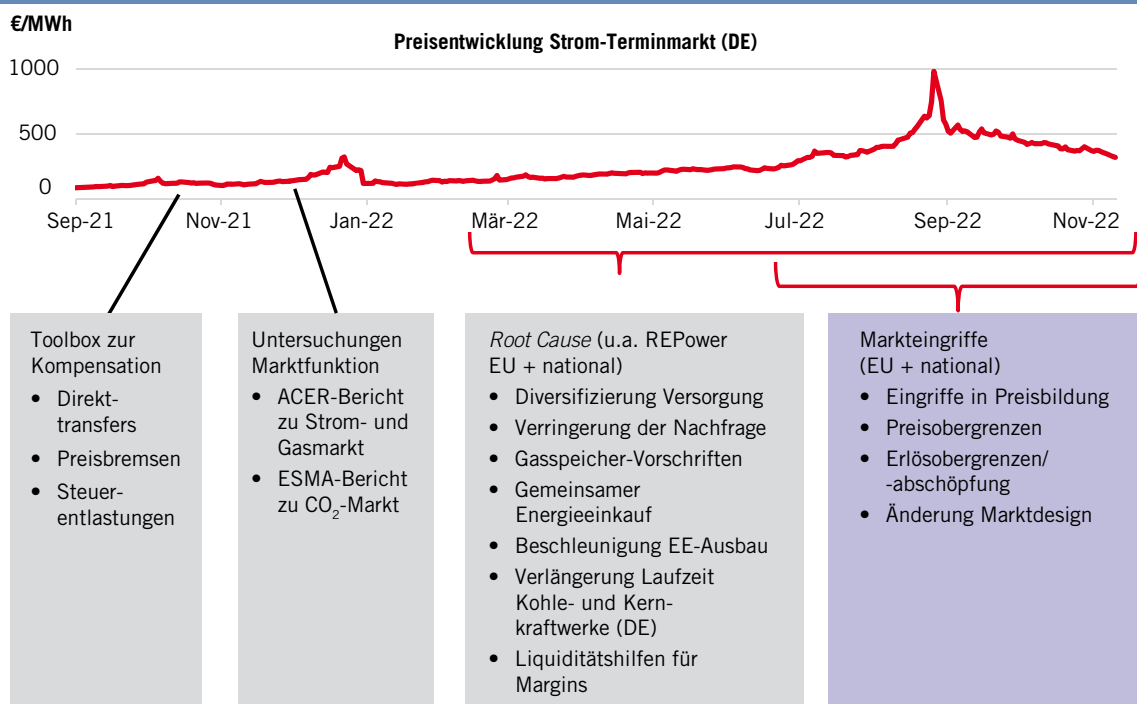 €/MWh
Preisentwicklung Strom-Terminmarkt (DE)
1000
500
0
Sep-21 Nov-21 Jan-22 Mär-22 Mai-22 Jul-22 Sep-22 Nov-22
Toolbox zur
Kompensation
• Direkt-
transfers
• Preisbremsen
• Steuer-
entlastungen
Untersuchungen
Marktfunktion
• ACER-Bericht
zu Strom- und
Gasmarkt
• ESMA-Bericht
zu CO₂-Markt
Root Cause (u.a. REPower
EU + national)
• Diversifizierung Versorgung
• Verringerung der Nachfrage
• Gasspeicher-Vorschriften
• Gemeinsamer
Energieeinkauf
• Beschleunigung EE-Ausbau
• Verlängerung Laufzeit
Kohle- und Kern-
kraftwerke (DE)
• Liquiditätshilfen für
Margins
Markteingriffe
(EU + national)
• Eingriffe in Preisbildung
• Preisobergrenzen
• Erlösobergrenzen/
-abschöpfung
• Änderung Marktdesign